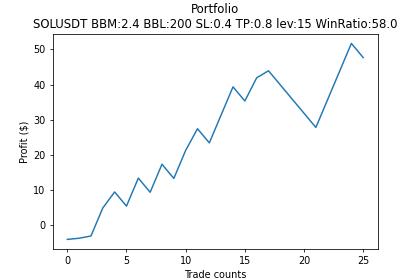 Portfolio
SOLUSDT BBM:2.4 BBL:200 SL:0.4 TP:0.8 lev:15 WinRatio:58.0
50
40
30
20
10
0
Profit ($)
0 5 10 15 20 25
Trade counts